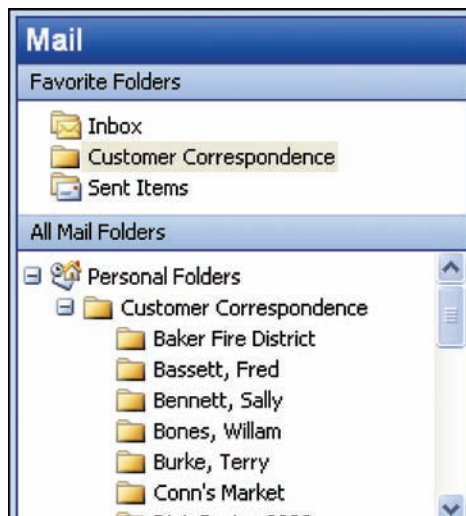 Mail
Favorite Folders
Inbox
Customer Correspondence
Sent Items
All Mail Folders
Personal Folders
Customer Correspondence
Baker Fire District
Bassett, Fred
Bennett, Sally
Bones, Willam
Burke, Terry
Conn's Market